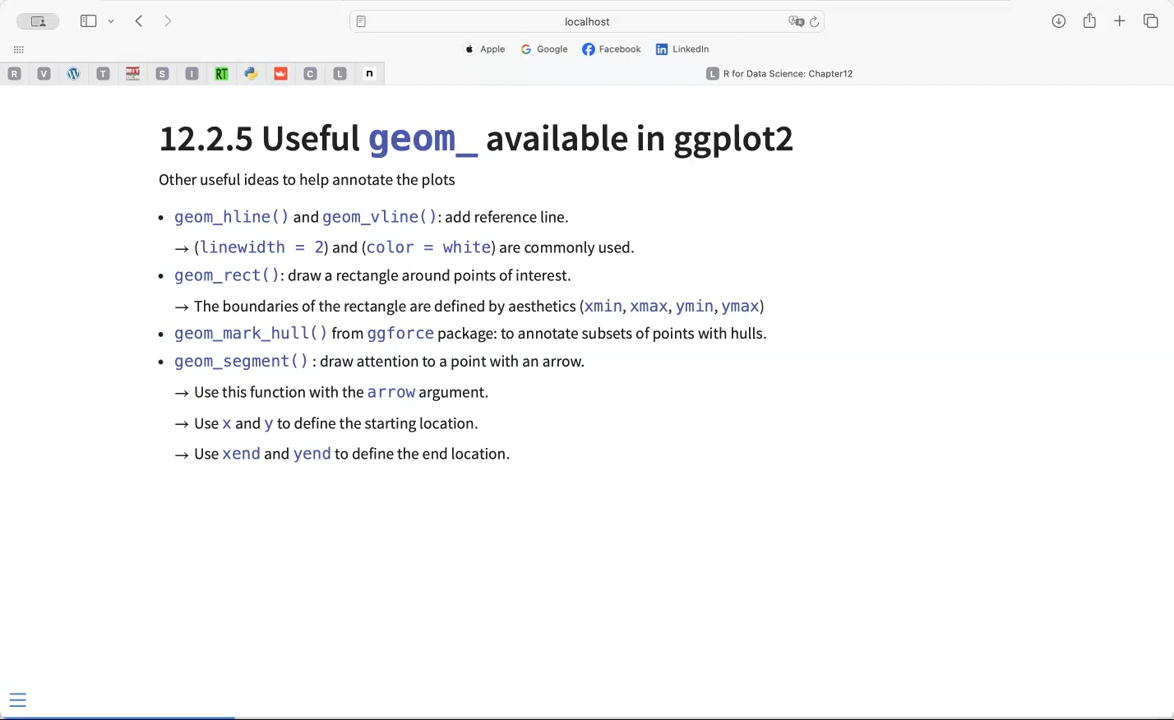 localhost
Apple Google Facebook LinkedIn
R V T MIT S I RT C L n L R for Data Science: Chapter12
12.2.5 Useful geom_ available in ggplot2
Other useful ideas to help annotate the plots
• geom_hline() and geom_vline(): add reference line.
→ (linewidth = 2) and (color = white) are commonly used.
• geom_rect(): draw a rectangle around points of interest.
→ The boundaries of the rectangle are defined by aesthetics (xmin, xmax, ymin, ymax)
• geom_mark_hull() from ggforce package: to annotate subsets of points with hulls.
• geom_segment() : draw attention to a point with an arrow.
→ Use this function with the arrow argument.
→ Use x and y to define the starting location.
→ Use xend and yend to define the end location.